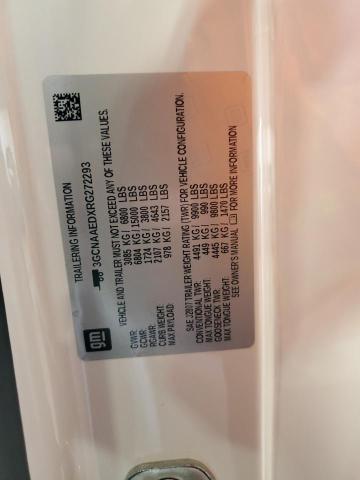 TRAILERING INFORMATION
3GCNAAEDXRG272293
VEHICLE AND TRAILER MUST NOT EXCEED ANY OF THESE VALUES.
GVWR: 3085 KG/ 6800 LBS
GCWR: 6804 KG/ 15000 LBS
RGAWR: 1724 KG/ 3800 LBS
CURB WEIGHT: 2107 KG/ 4643 LBS
MAX PAYLOAD: 978 KG/ 2157 LBS
SAE J2807 TRAILER WEIGHT RATING (TWR) FOR VEHICLE CONFIGURATION.
CONVENTIONAL TWR: 4491 KG/ 9900 LBS
MAX TONGUE WEIGHT: 449 KG/ 990 LBS
GOOSENECK TWR: 4445 KG/ 9800 LBS
MAX TONGUE WEIGHT: 667 KG/ 1470 LBS
SEE OWNER'S MANUAL FOR MORE INFORMATION
gm